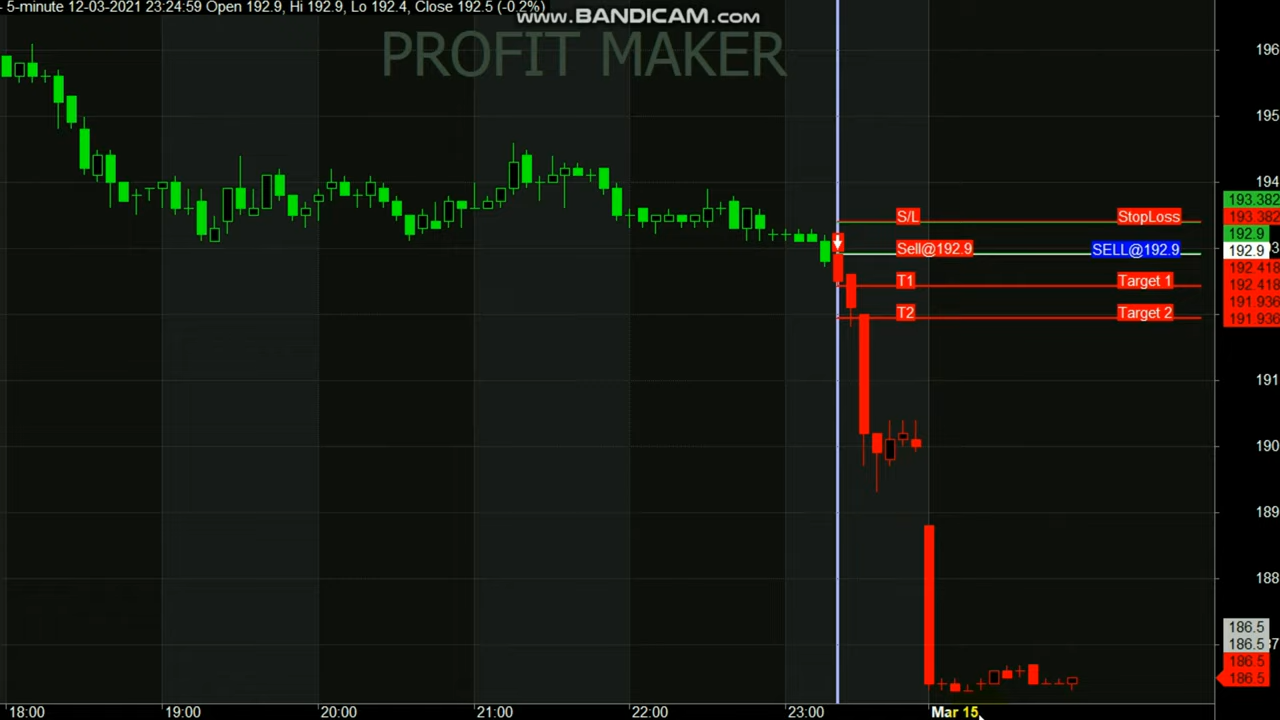 - 5-minute 12-03-2021 23:24:59 Open 192.9, Hi 192.9, Lo 192.4, Close 192.5 (-0.2%)
www.BANDICAM.com
PROFIT MAKER
196
195
194
193.382
S/L StopLoss 193.382
192.9
Sell@192.9 SELL@192.9 192.9
192.418
T1 Target 1 192.418
191.936
T2 Target 2 191.936
191
190
189
188
186.5
186.5
186.5
186.5
18:00 19:00 20:00 21:00 22:00 23:00 Mar 15